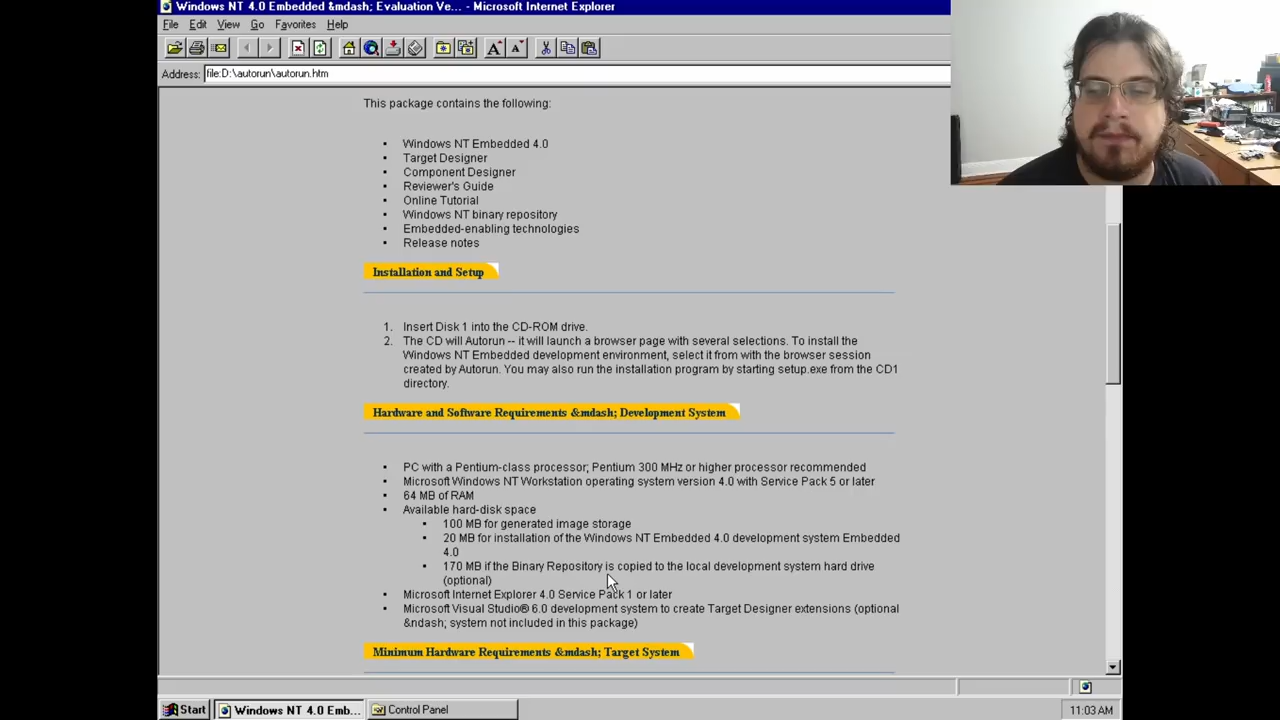 Windows NT 4.0 Embedded &mdash; Evaluation Ve... - Microsoft Internet Explorer
File Edit View Go Favorites Help
Address: file:D:\autorun\autorun.htm
This package contains the following:
Windows NT Embedded 4.0
Target Designer
Component Designer
Reviewer's Guide
Online Tutorial
Windows NT binary repository
Embedded-enabling technologies
Release notes
Installation and Setup
1. Insert Disk 1 into the CD-ROM drive.
2. The CD will Autorun -- it will launch a browser page with several selections. To install the
Windows NT Embedded development environment, select it from with the browser session
created by Autorun. You may also run the installation program by starting setup.exe from the CD1
directory.
Hardware and Software Requirements &mdash; Development System
PC with a Pentium-class processor; Pentium 300 MHz or higher processor recommended
Microsoft Windows NT Workstation operating system version 4.0 with Service Pack 5 or later
64 MB of RAM
Available hard-disk space
100 MB for generated image storage
20 MB for installation of the Windows NT Embedded 4.0 development system Embedded
4.0
170 MB if the Binary Repository is copied to the local development system hard drive
(optional)
Microsoft Internet Explorer 4.0 Service Pack 1 or later
Microsoft Visual Studio® 6.0 development system to create Target Designer extensions (optional
&ndash; system not included in this package)
Minimum Hardware Requirements &mdash; Target System
Start Windows NT 4.0 Emb... Control Panel 11:03 AM